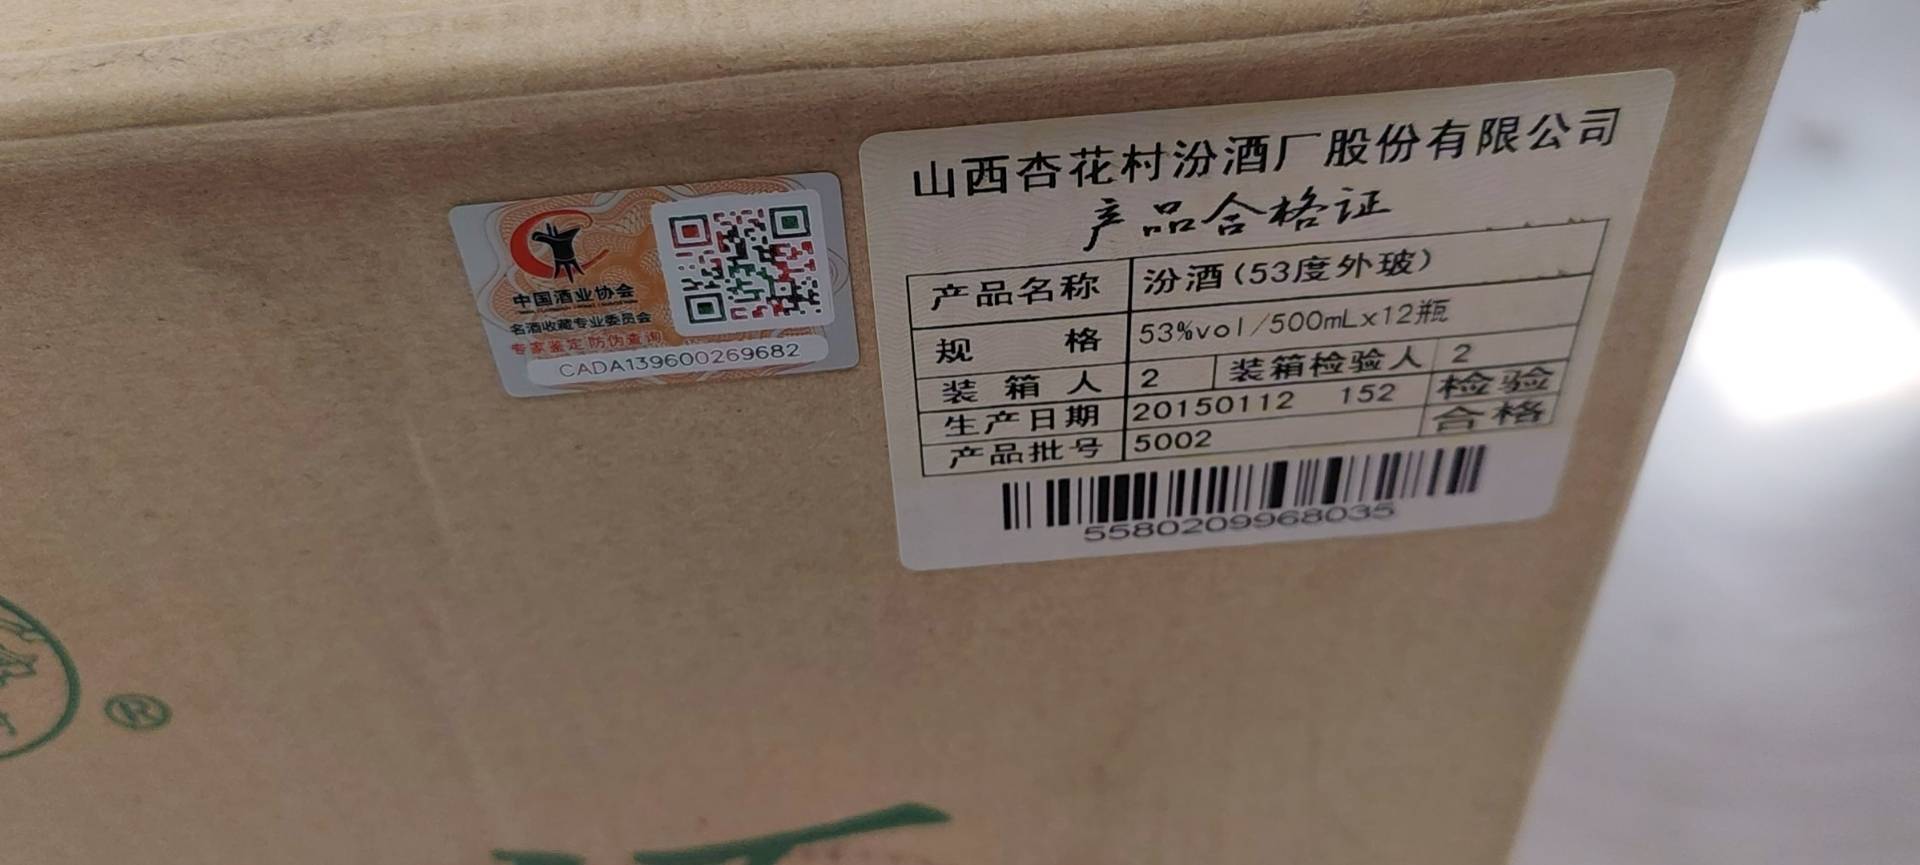 中国酒业协会
名酒收藏专业委员会
专家鉴定 防伪查询
CADA139600269682
山西杏花村汾酒厂股份有限公司
产品合格证
产品名称 汾酒(53度外玻)
规格 53%vol/500mLx12瓶
装箱人 2 装箱检验人 2
生产日期 20150112 152 检验
产品批号 5002 合格
5580209968035
®